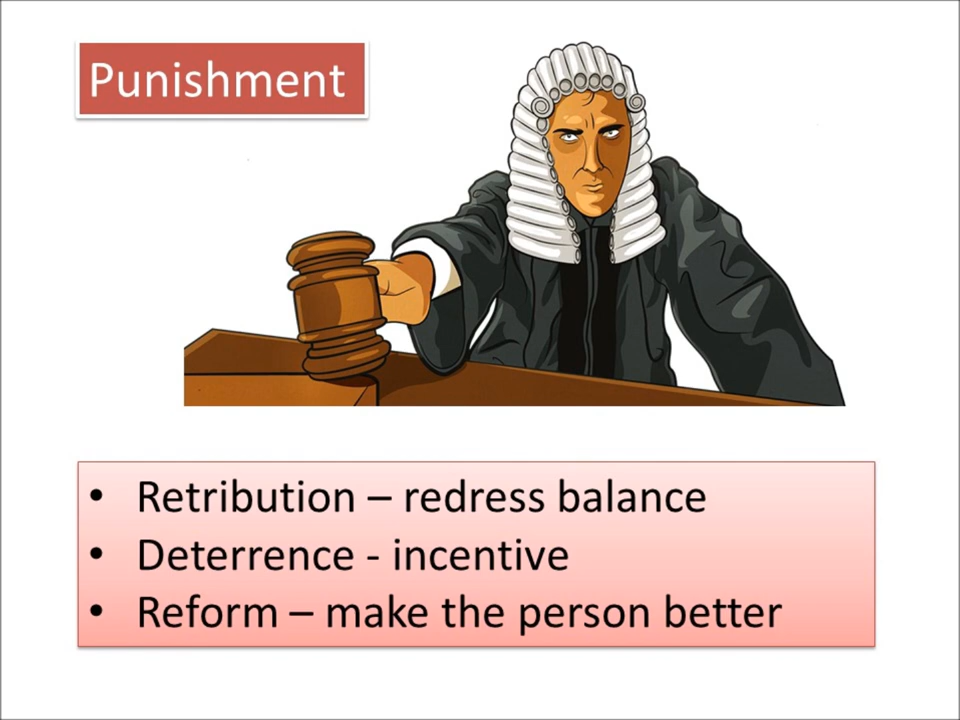 Punishment
• Retribution – redress balance
• Deterrence - incentive
• Reform – make the person better